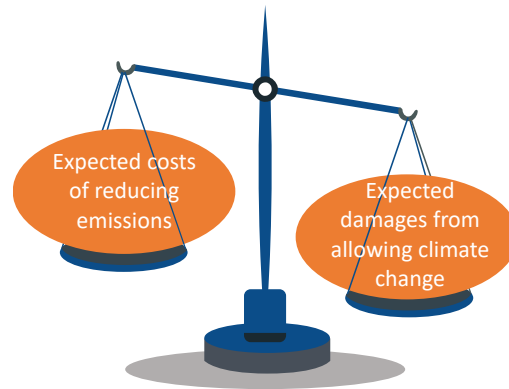 Expected costs
of reducing
emissions
Expected
damages from
allowing climate
change